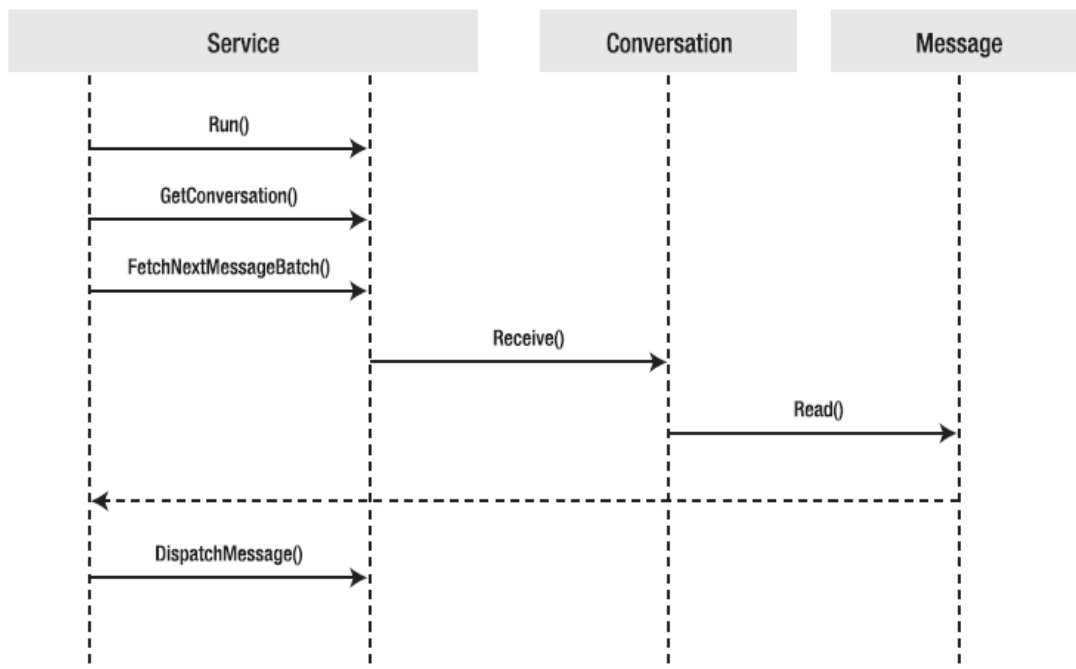 Service
Conversation
Message
Run()
GetConversation()
FetchNextMessageBatch()
Receive()
Read()
DispatchMessage()